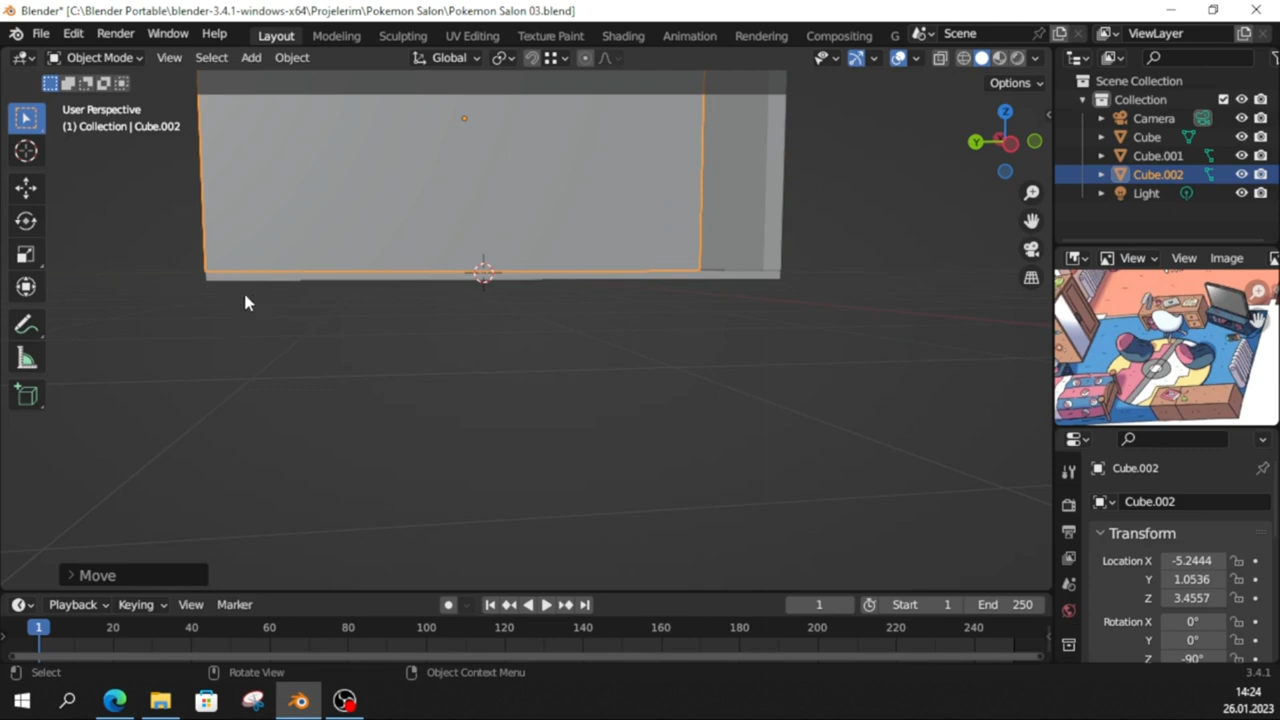 Blender* [C:\Blender Portable\blender-3.4.1-windows-x64\Projelerim\Pokemon Salon\Pokemon Salon 03.blend]
File Edit Render Window Help Layout Modeling Sculpting UV Editing Texture Paint Shading Animation Rendering Compositing G Scene ViewLayer
Object Mode View Select Add Object Global
Options
User Perspective
(1) Collection | Cube.002
Z
Y
Scene Collection
Collection
Camera
Cube
Cube.001
Cube.002
Light
View View Image
Cube.002
Cube.002
Transform
Location X -5.2444
Y 1.0536
Z 3.4557
Rotation X 0°
Y 0°
Z -90°
Move
Playback Keying View Marker 1 Start 1 End 250
1 20 40 60 80 100 120 140 160 180 200 220 240
Select Rotate View Object Context Menu 3.4.1
14:24
26.01.2023